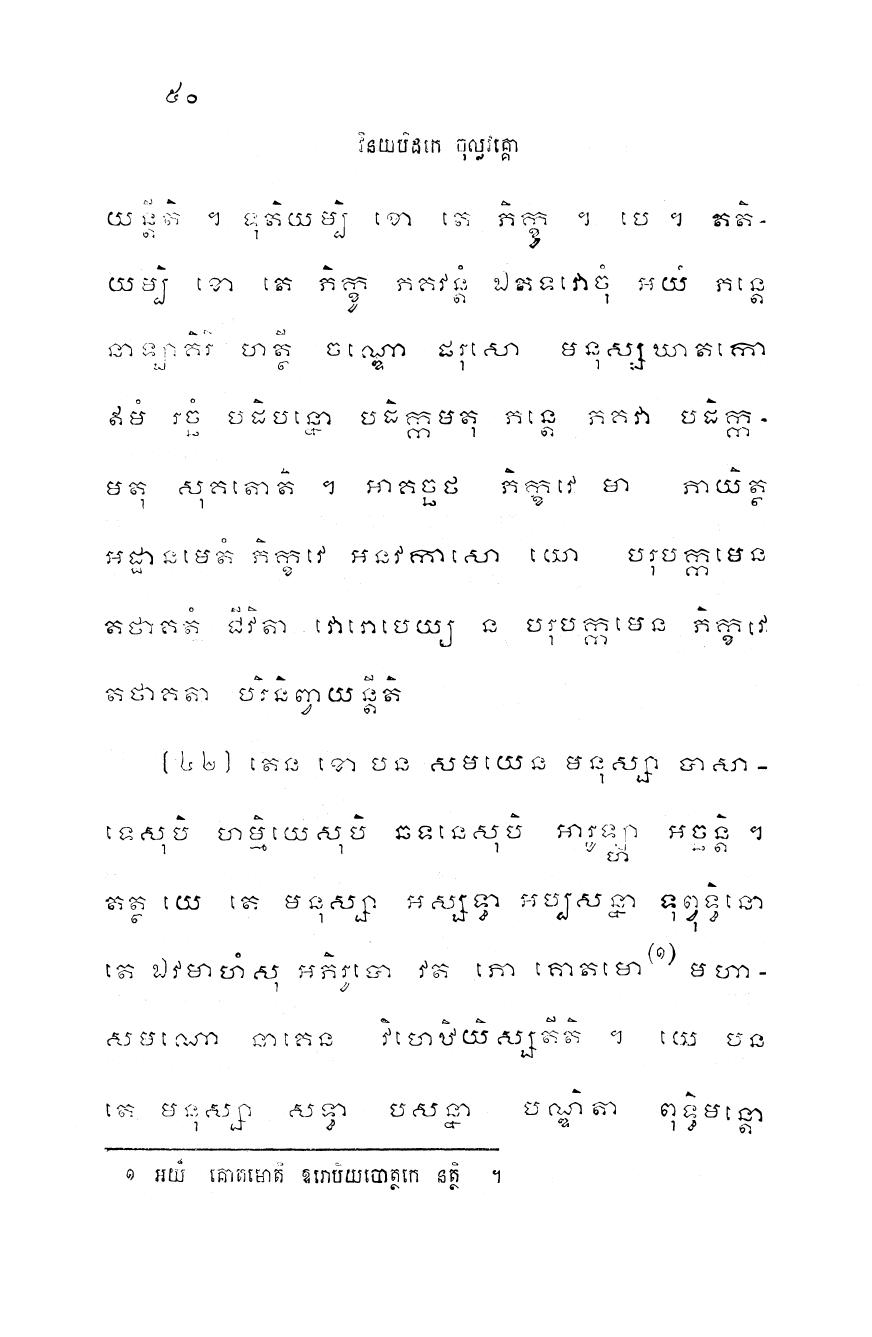 ៥០
វិនយបិដកេ ចុល្លវគ្គោ
យន្តីតិ ។ ទុតិយម្បិ ខោ តេ ភិក្ខូ ។ បេ ។ តតិ-
យម្បិ ខោ តេ ភិក្ខូ ភគវន្តំ ឯតទវោចុំ អយំ ភន្តេ
នាឡាគិរិ ហត្ថី ចណ្ឌោ ផរុសោ មនុស្សឃាតកោ
ឥមំ រច្ឆំ បដិបន្នោ បដិក្កមតុ ភន្តេ ភគវា បដិក្ក-
មតុ សុគតោតិ ។ អាគច្ឆថ ភិក្ខវេ មា ភាយិត្ថ
អដ្ឋានមេតំ ភិក្ខវេ អនវកាសោ យោ បរុបក្កមេន
តថាគតំ ជីវិតា វោរោបេយ្យ ន បរុបក្កមេន ភិក្ខវេ
តថាគតា បរិនិព្វាយន្តីតិ
(៤២) តេន ខោ បន សមយេន មនុស្សា បាសា-
ទេសុបិ ហម្មិយេសុបិ ឆទនេសុបិ អារូឡ្ហា អច្ឆន្តិ ។
តត្ថ យេ តេ មនុស្សា អស្សទ្ធា អប្បសន្នា ទុព្វុទ្ធិនោ
តេ ឯវមាហំសុ អភិរូបោ វត ភោ គោតមោ(១) មហា-
សមណោ នាគេន វិហេឋិយិស្សតីតិ ។ យេ បន
តេ មនុស្សា សទ្ធា បសន្នា បណ្ឌិតា ពុទ្ធិមន្តោ
១ អយំ គោតមោតិ ឱរោបិយបោត្ថកេ នត្ថិ ។